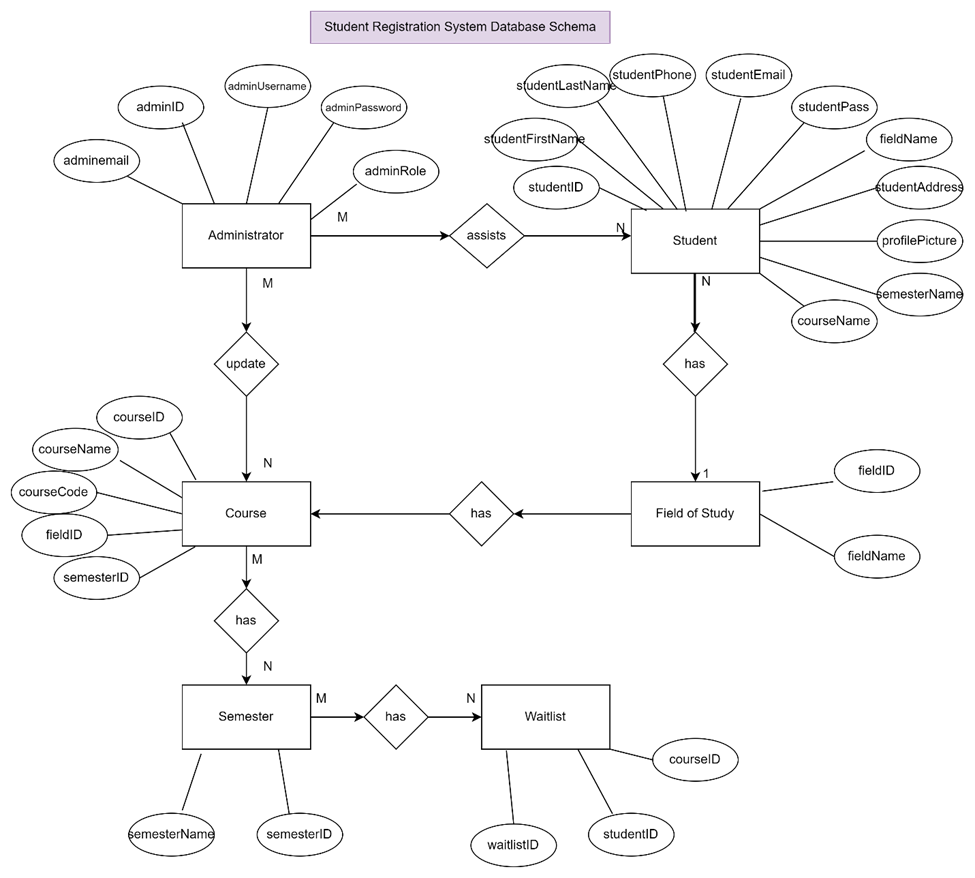 Student Registration System Database Schema
adminemail
adminID
adminUsername
adminPassword
adminRole
Administrator
M
assists
N
studentID
studentFirstName
studentLastName
studentPhone
studentEmail
studentPass
fieldName
studentAddress
profilePicture
semesterName
courseName
Student
M
update
N
N
has
1
courseID
courseName
courseCode
fieldID
semesterID
Course
has
Field of Study
fieldID
fieldName
M
has
N
Semester
M
has
N
Waitlist
semesterName
semesterID
waitlistID
studentID
courseID